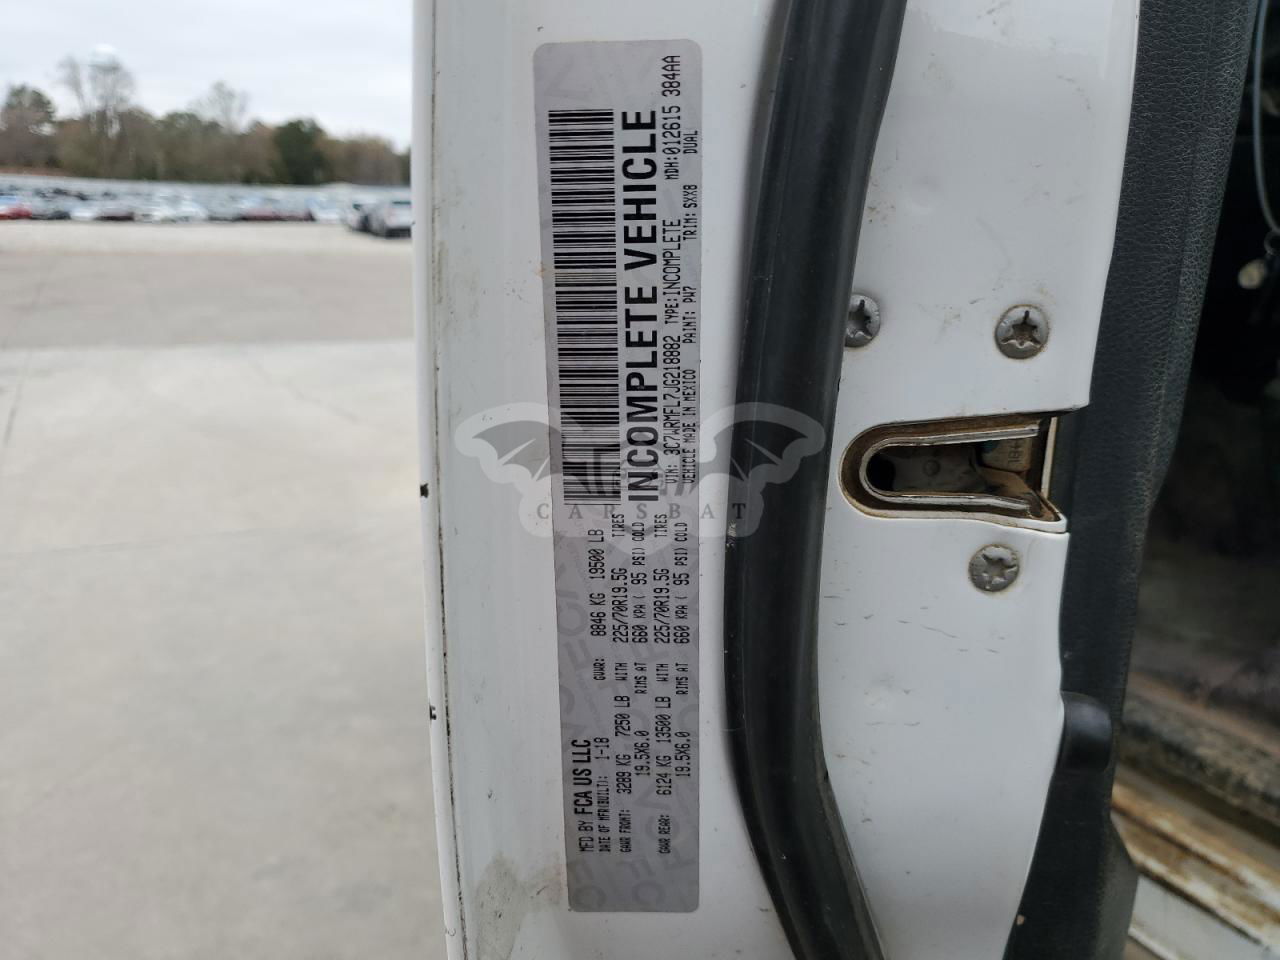 MFD BY FCA US LLC
DATE OF MFR(BUILT): 1-18 GVWR: 8846 KG 19500 LB
GAWR FRONT: 3289 KG 7250 LB WITH 225/70R19.5G TIRES
19.5X6.0 RIMS AT 660 KPA ( 95 PSI) COLD
GAWR REAR: 6124 KG 13500 LB WITH 225/70R19.5G TIRES
19.5X6.0 RIMS AT 660 KPA ( 95 PSI) COLD
INCOMPLETE VEHICLE
VIN: 3C7WRMFL7JG218882 TYPE:INCOMPLETE MDH:012615 384AA
VEHICLE MADE IN MEXICO PAINT: PW7 TRIM: SXX8 DUAL
CARSBAT